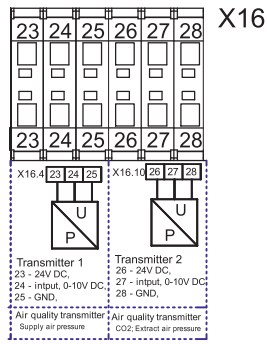 X16
23 24 25 26 27 28
23 24 25 26 27 28
X16.4 23 24 25
X16.10 26 27 28
U
P
U
P
Transmitter 1
23 - 24V DC,
24 - intput, 0-10V DC
25 - GND,
Transmitter 2
26 - 24V DC,
27 - intput, 0-10V DC
28 - GND,
Air quality transmitter
Supply air pressure
Air quality transmitter
CO2; Extract air pressure